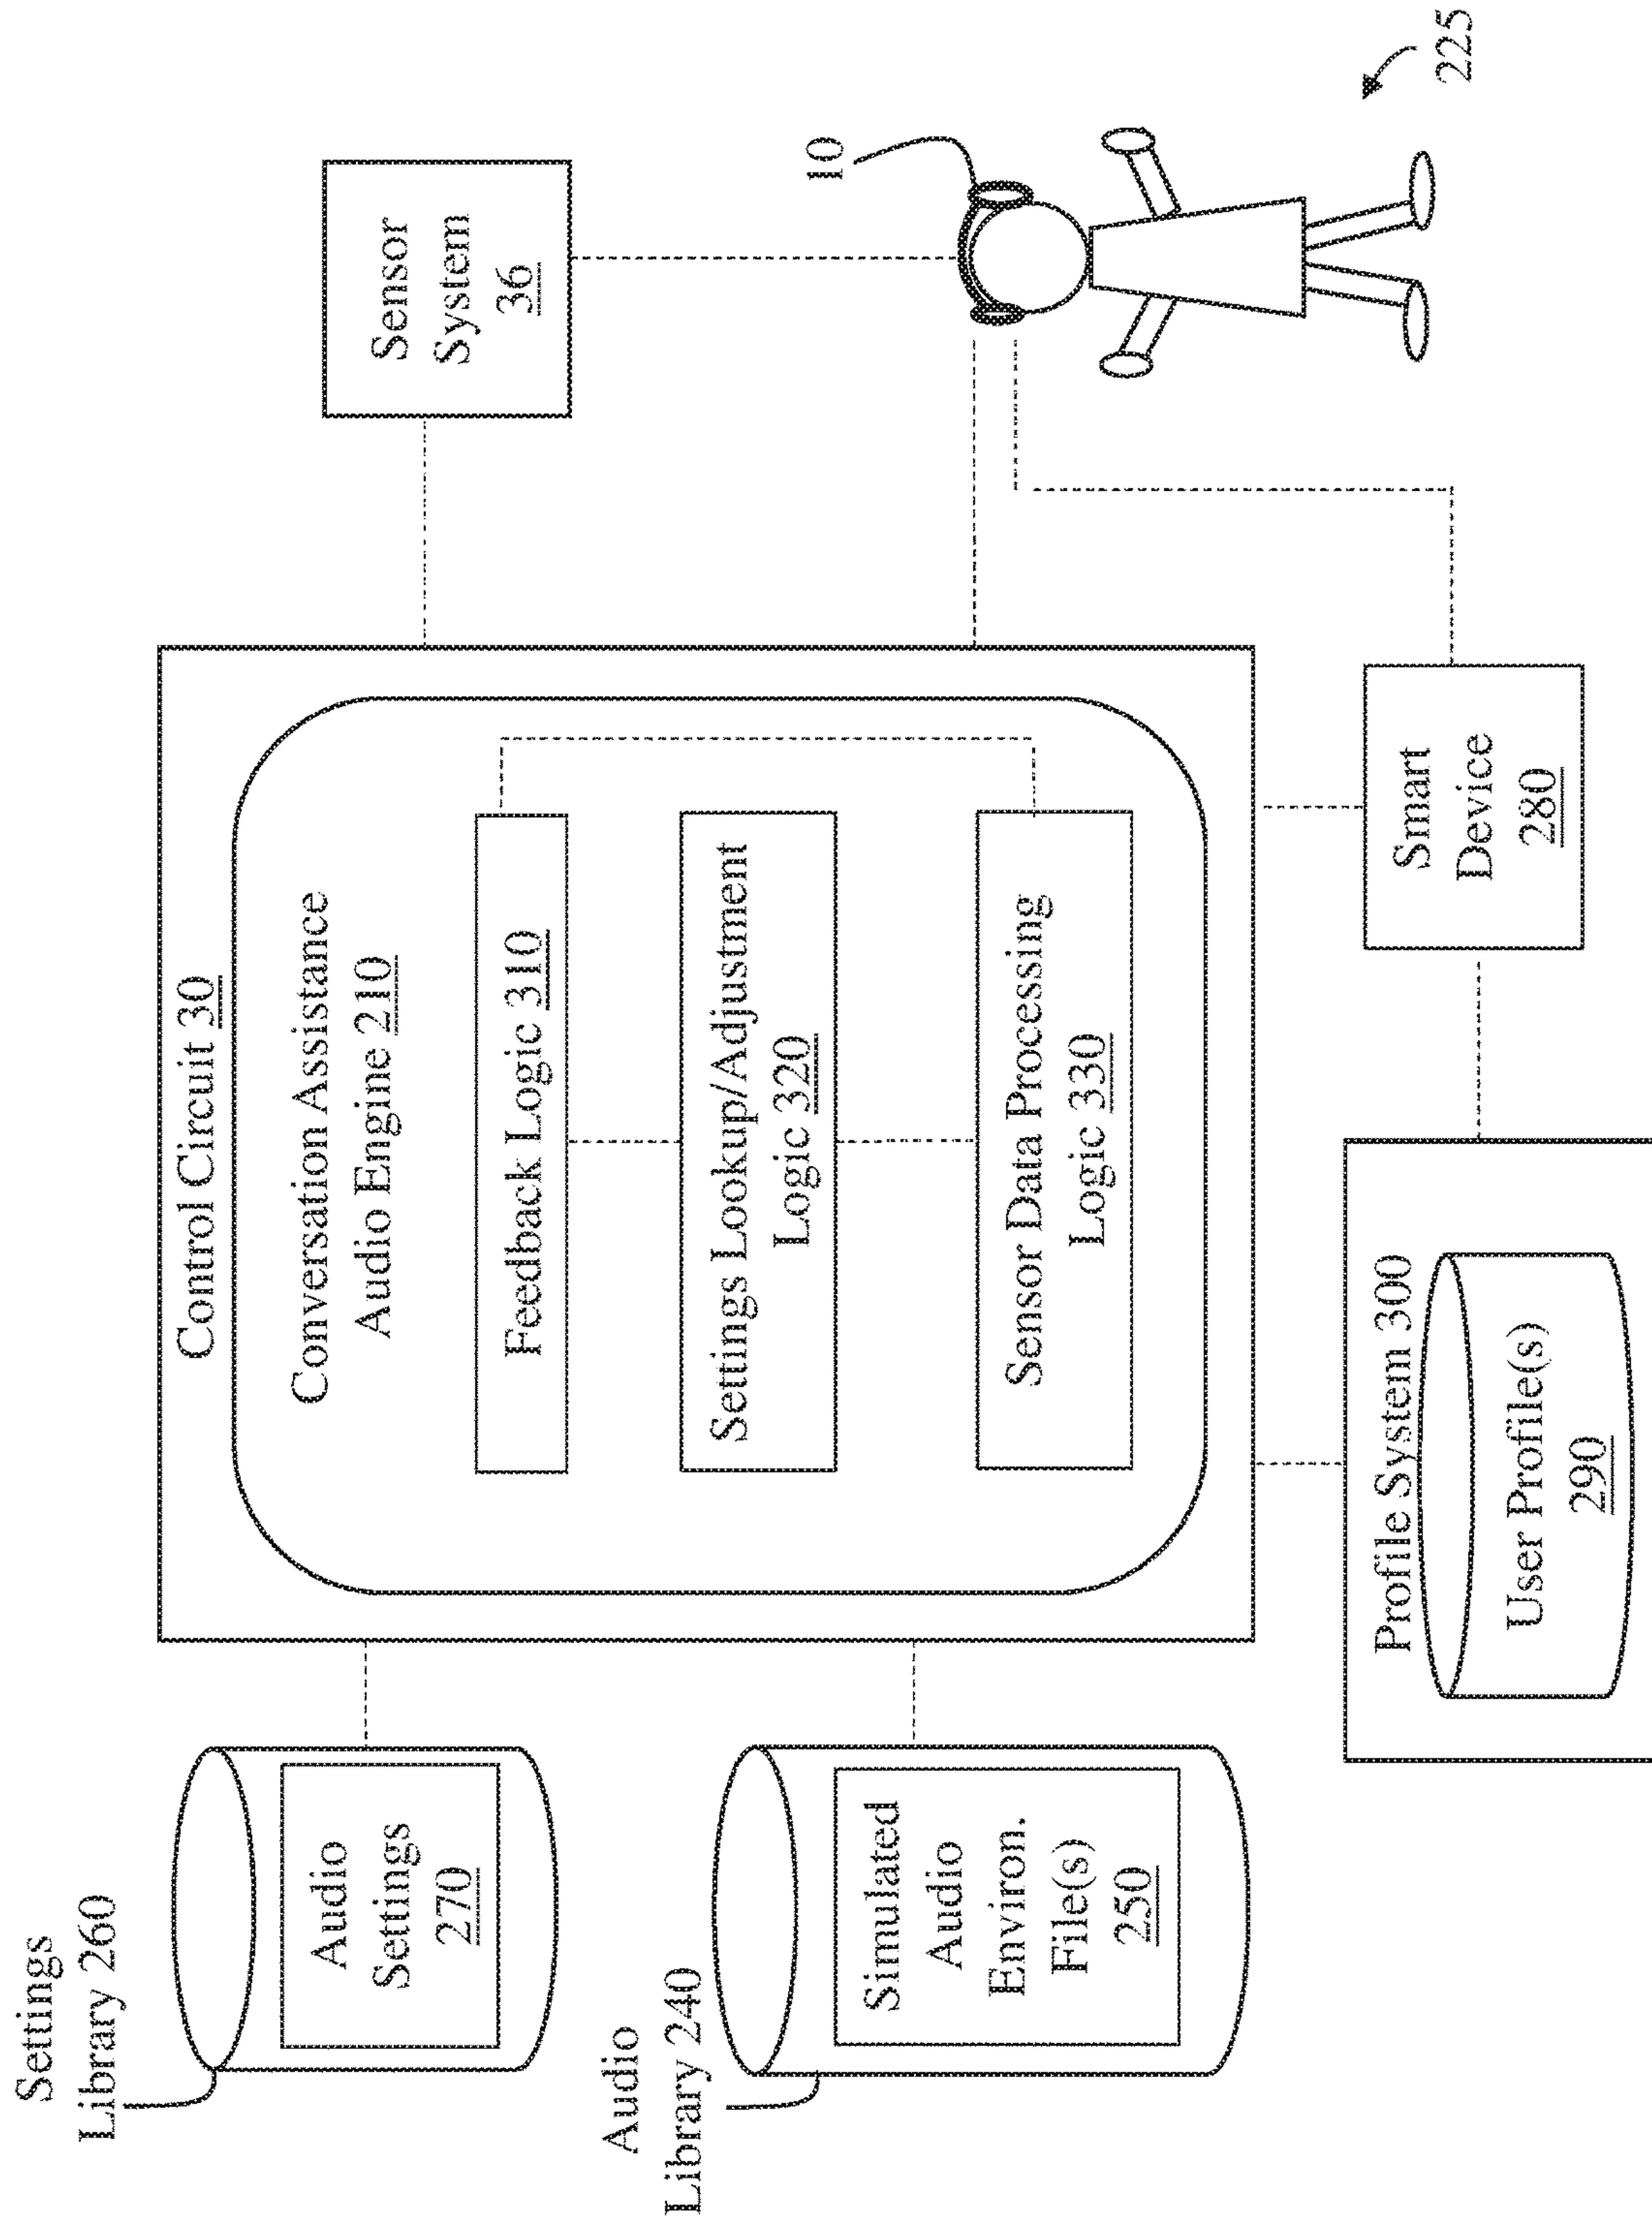 Settings
Library 260
Audio
Settings
270
Audio
Library 240
Simulated
Audio
Environ.
File(s)
250
Control Circuit 30
Conversation Assistance
Audio Engine 210
Feedback Logic 310
Settings Lookup/Adjustment
Logic 320
Sensor Data Processing
Logic 330
Profile System 300
User Profile(s)
290
Smart
Device
280
Sensor
System
36
10
225